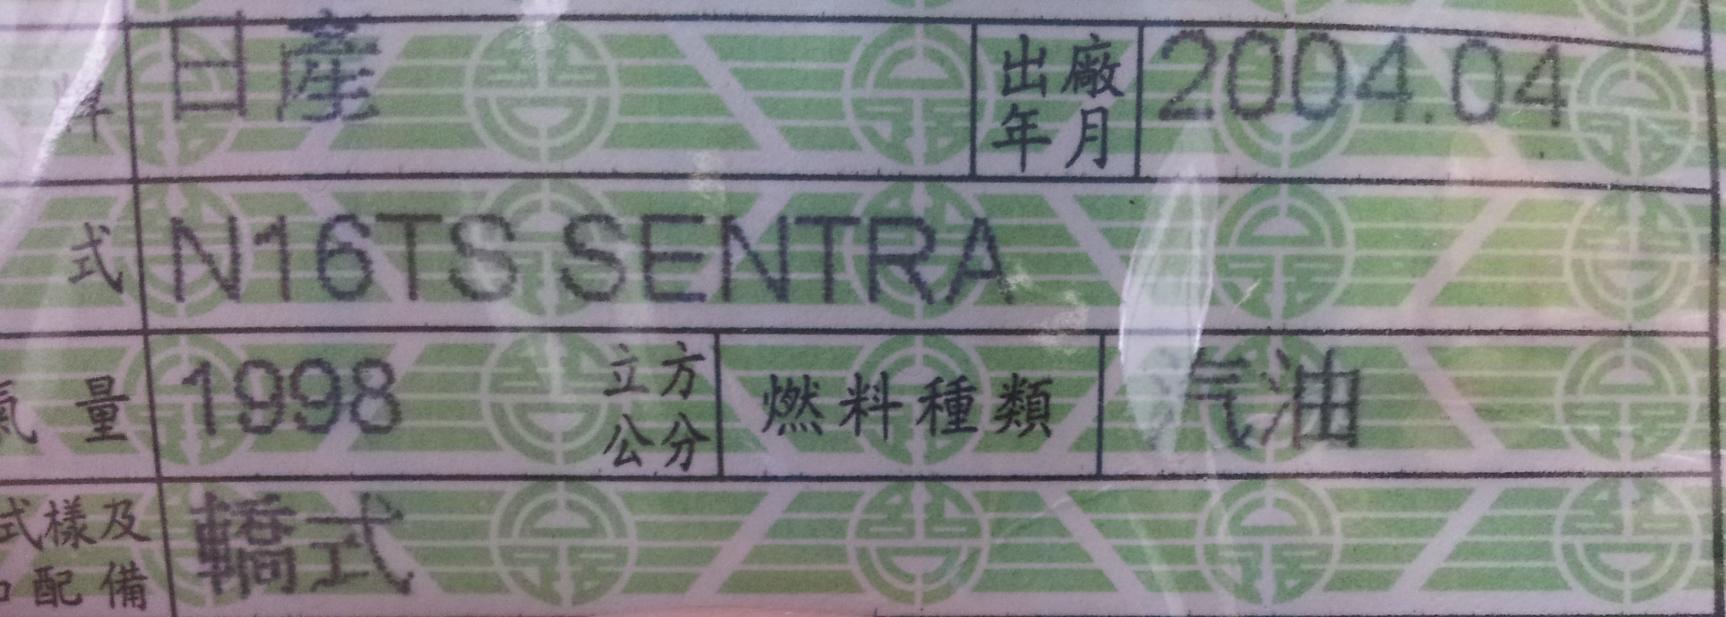 牌 日產 出廠年月 2004.04
式 N16TS SENTRA
氣量 1998 立方公分 燃料種類 汽油
式樣及配備 轎式